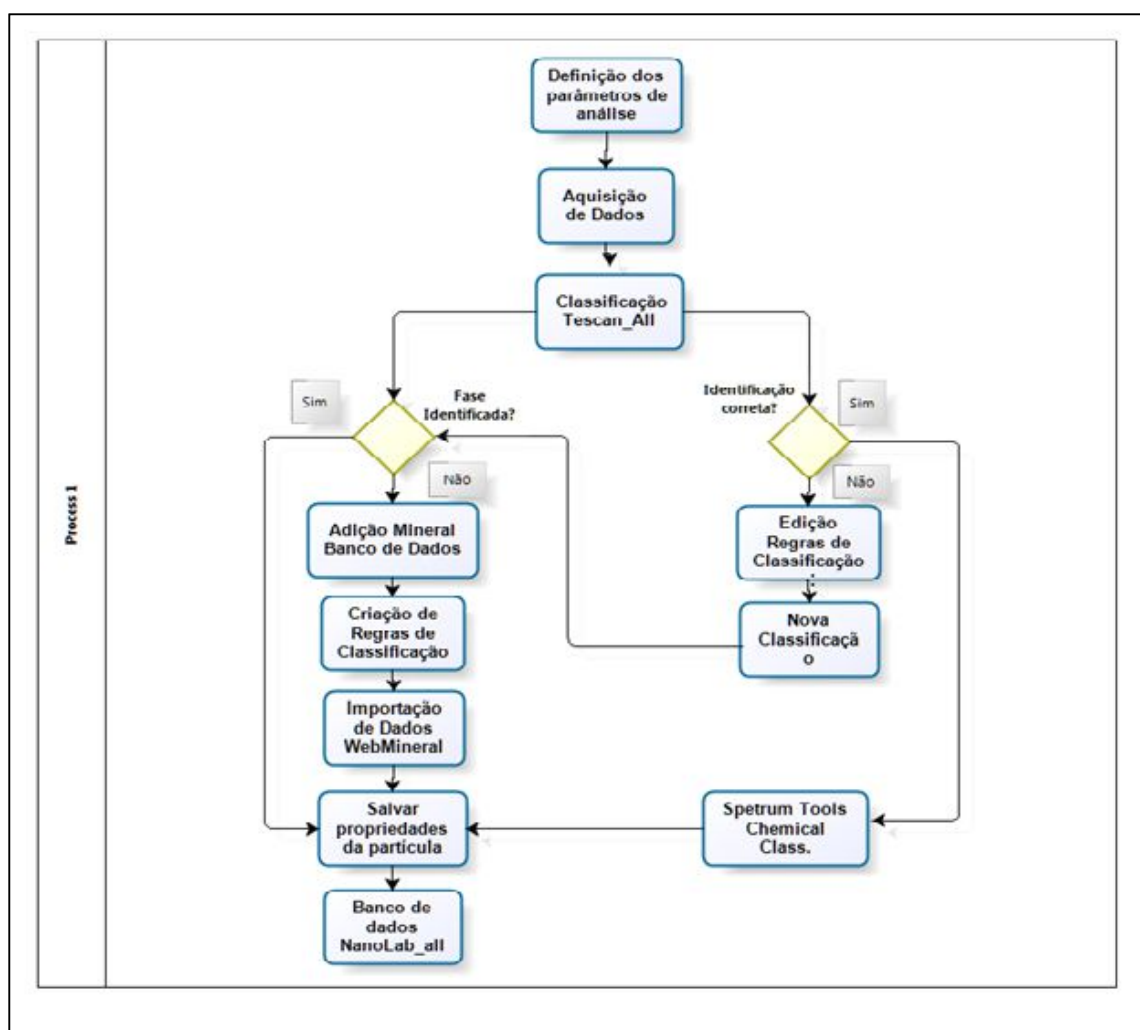 Process 1
Definição dos
parâmetros de
análise
Aquisição
de Dados
Classificação
Tescan_All
Sim
Fase
Identificada?
Não
Identificação
correta?
Sim
Não
Adição Mineral
Banco de Dados
Criação de
Regras de
Classificação
Importação
de Dados
WebMineral
Salvar
propriedades
da partícula
Banco de
dados
NanoLab_all
Edição
Regras de
Classificação
Nova
Classificaçã
o
Spetrum Tools
Chemical
Class.